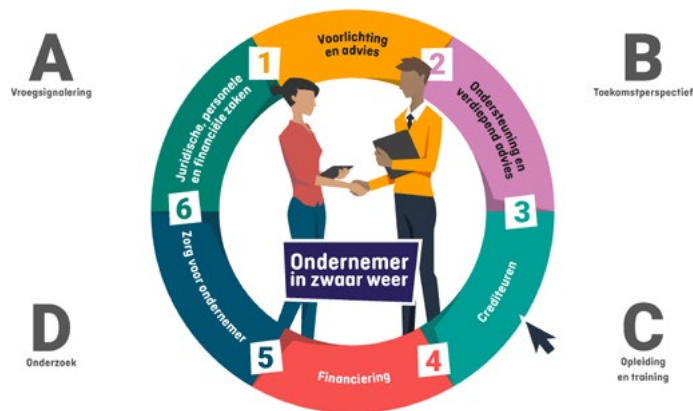 A
Vroegsignalering
B
Toekomstperspectief
1
Voorlichting
en advies
2
Ondersteuning en
verdiepend advies
3
Crediteuren
4
Financiering
5
Zorg voor ondernemer
6
Juridische, personele
en financiële zaken
Ondernemer
in zwaar weer
D
Onderzoek
C
Opleiding
en training